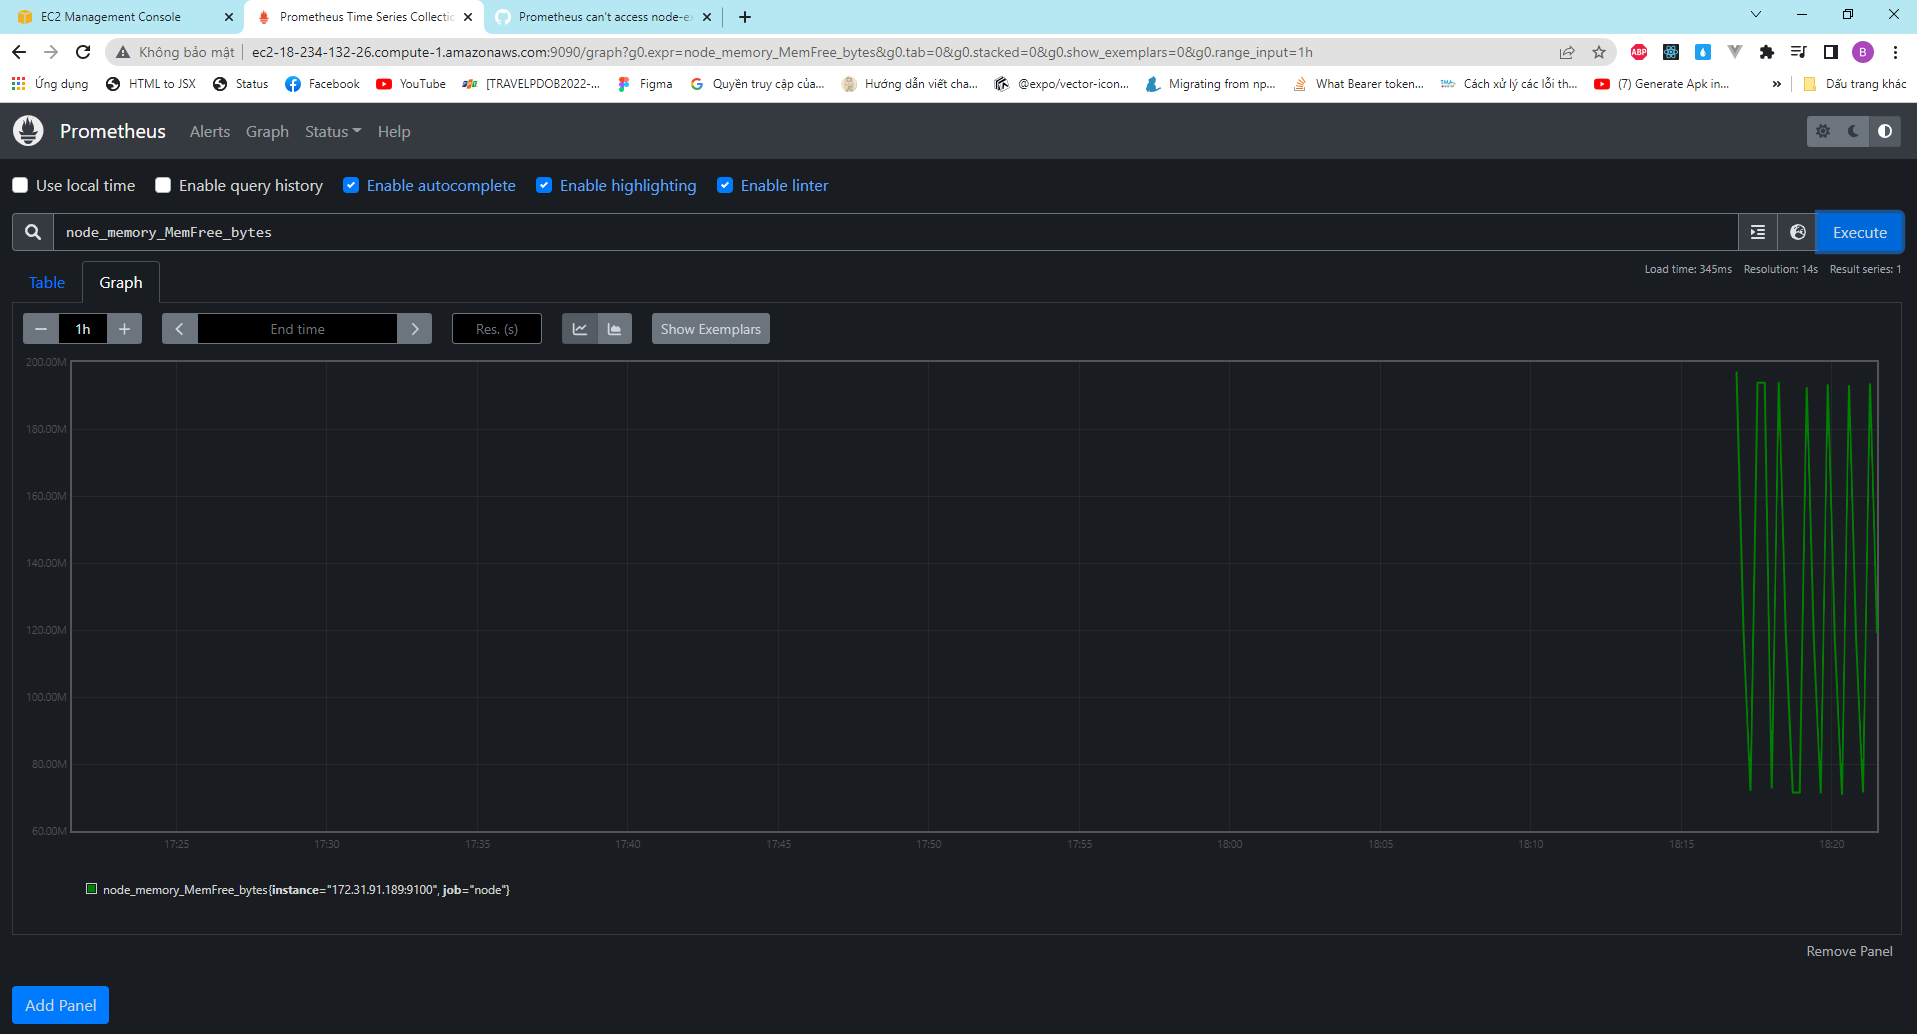 EC2 Management Console
Prometheus Time Series Collectic
Prometheus can't access node-ex
Không bảo mật
ec2-18-234-132-26.compute-1.amazonaws.com:9090/graph?g0.expr=node_memory_MemFree_bytes&g0.tab=0&g0.stacked=0&g0.show_exemplars=0&g0.range_input=1h
ABP
B
Ứng dụng HTML to JSX Status Facebook YouTube [TRAVELPDOB2022-... Figma Quyền truy cập của... Hướng dẫn viết cha... @expo/vector-icon... Migrating from np... What Bearer token... Cách xử lý các lỗi th... (7) Generate Apk in... » Dấu trang khác
Prometheus Alerts Graph Status Help
Use local time Enable query history Enable autocomplete Enable highlighting Enable linter
node_memory_MemFree_bytes Execute
Load time: 345ms Resolution: 14s Result series: 1
Table Graph
1h End time Res. (s) Show Exemplars
200.00M
180.00M
160.00M
140.00M
120.00M
100.00M
80.00M
60.00M
17:25 17:30 17:35 17:40 17:45 17:50 17:55 18:00 18:05 18:10 18:15 18:20
node_memory_MemFree_bytes{instance="172.31.91.189:9100", job="node"}
Remove Panel
Add Panel